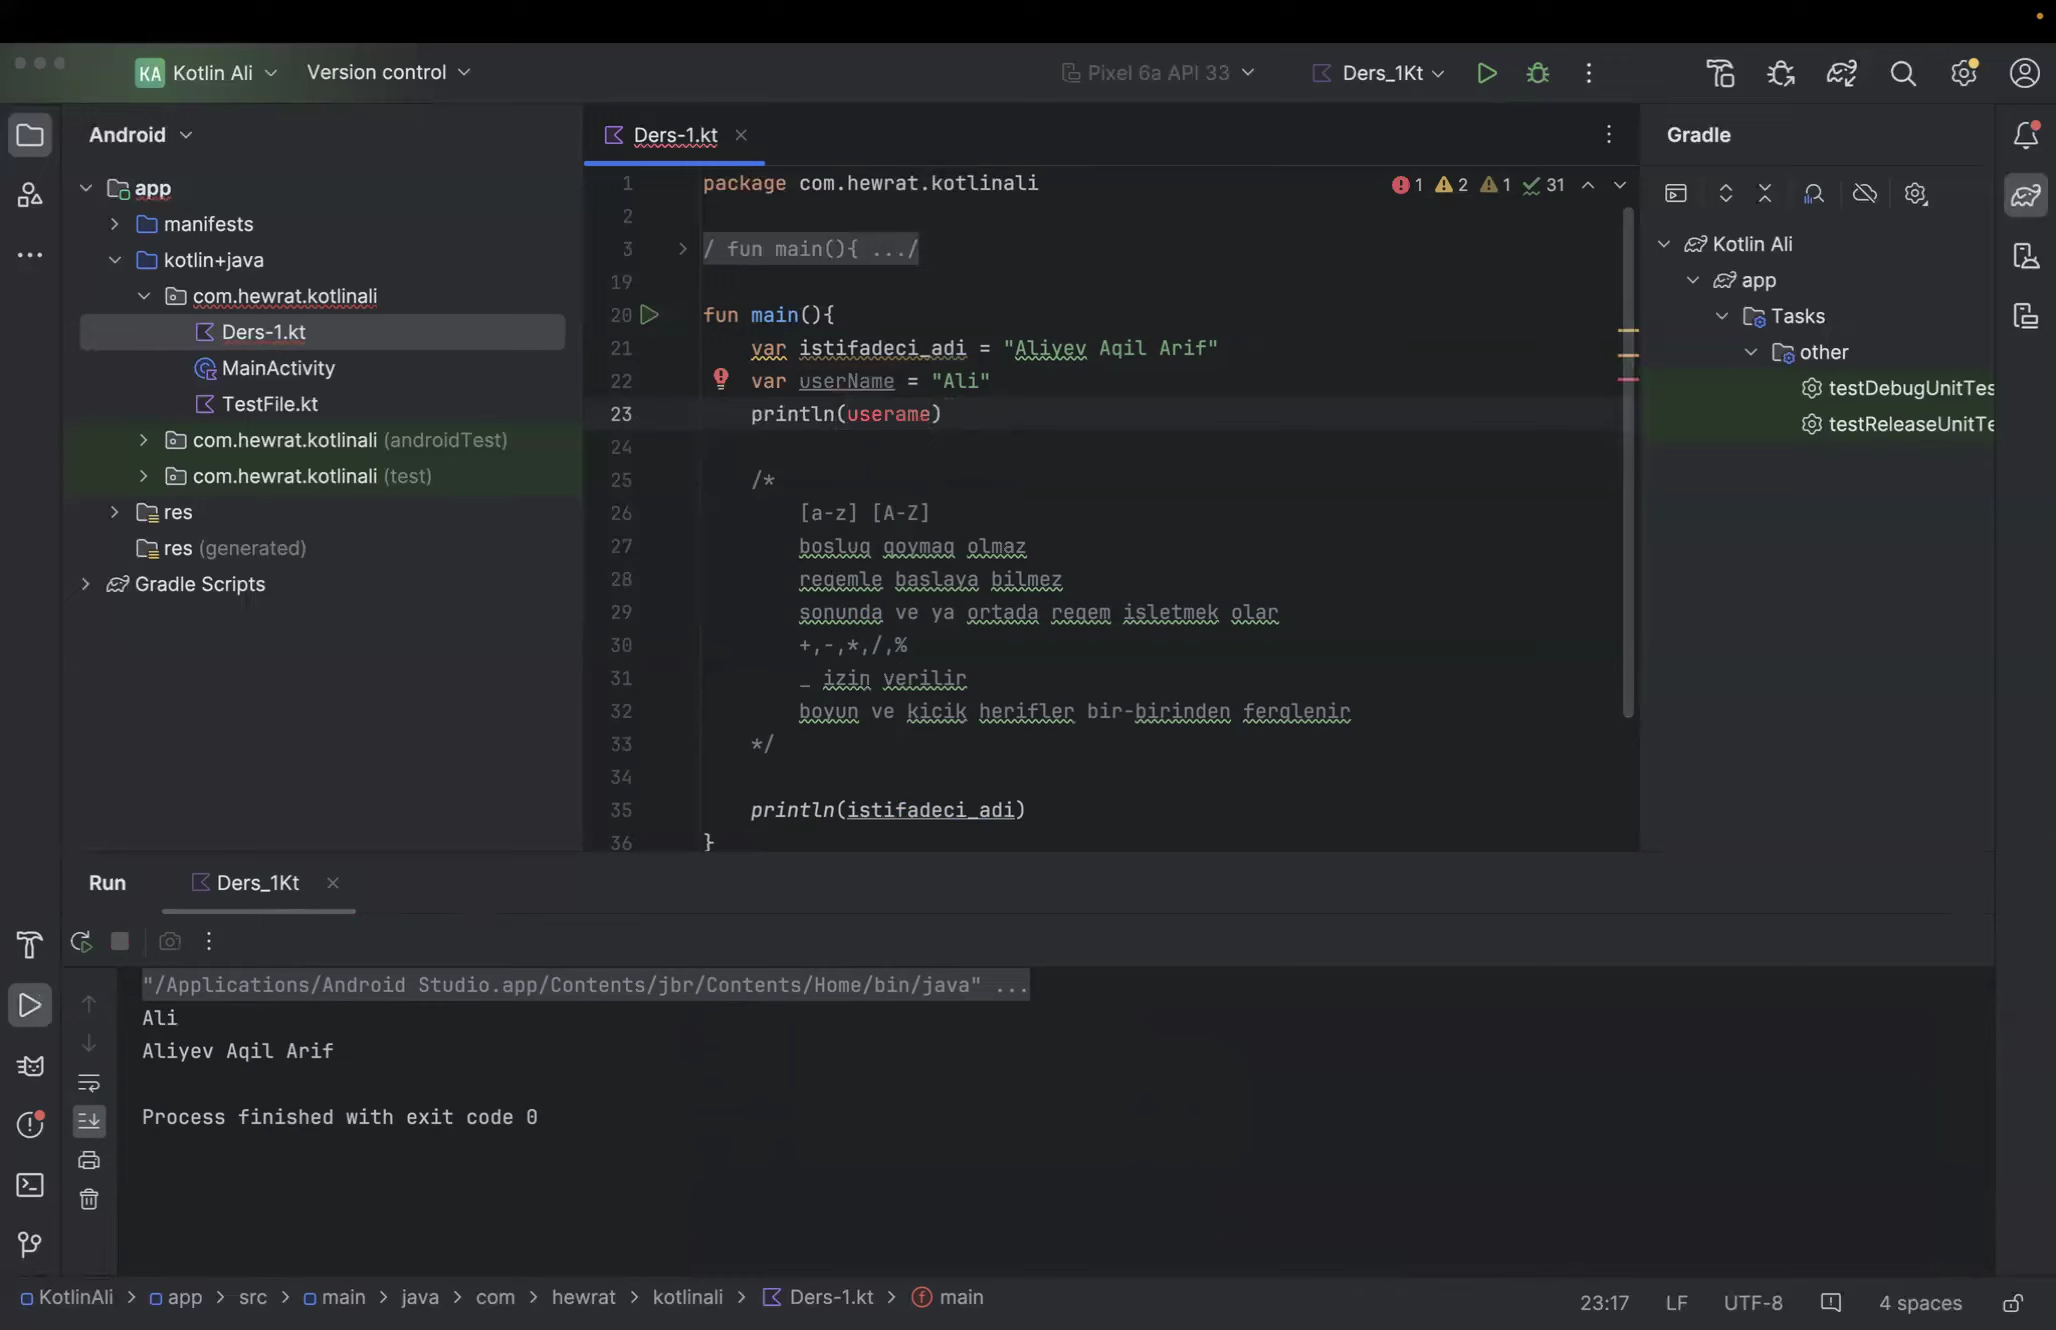 KA Kotlin Ali Version control Pixel 6a API 33 Ders_1Kt
Android
app
manifests
kotlin+java
com.hewrat.kotlinali
Ders-1.kt
MainActivity
TestFile.kt
com.hewrat.kotlinali (androidTest)
com.hewrat.kotlinali (test)
res
res (generated)
Gradle Scripts
Ders-1.kt
1 2 1 31
1 package com.hewrat.kotlinali
2
3 / fun main(){ .../
19
20 fun main(){
21 var istifadeci_adi = "Aliyev Aqil Arif"
22 var userName = "Ali"
23 println(userame)
24
25 /*
26 [a-z] [A-Z]
27 bosluq qoymaq olmaz
28 reqemle baslaya bilmez
29 sonunda ve ya ortada reqem isletmek olar
30 +,-,*,/,%
31 _ izin verilir
32 boyun ve kicik herifler bir-birinden ferqlenir
33 */
34
35 println(istifadeci_adi)
36 }
Gradle
Kotlin Ali
app
Tasks
other
testDebugUnitTes
testReleaseUnitTe
Run Ders_1Kt
"/Applications/Android Studio.app/Contents/jbr/Contents/Home/bin/java" ...
Ali
Aliyev Aqil Arif
Process finished with exit code 0
KotlinAli > app > src > main > java > com > hewrat > kotlinali > Ders-1.kt > main
23:17 LF UTF-8 4 spaces